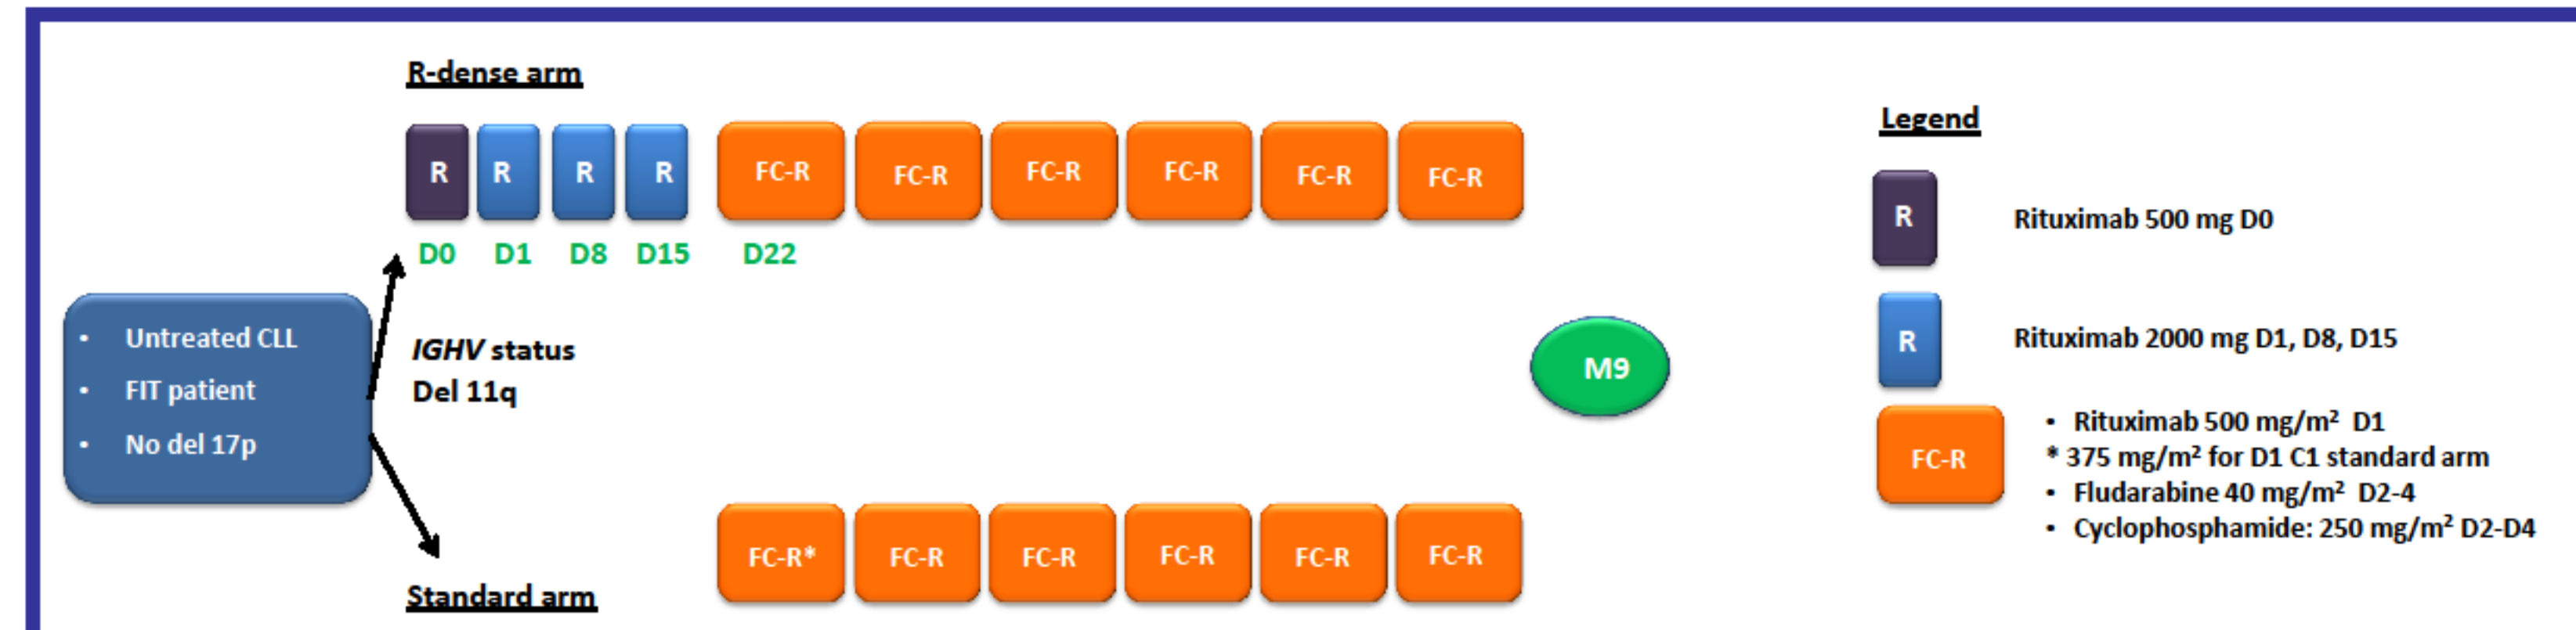 R-dense arm
R R R R FC-R FC-R FC-R FC-R FC-R FC-R
D0 D1 D8 D15 D22
• Untreated CLL
• FIT patient
• No del 17p
IGHV status
Del 11q
M9
FC-R* FC-R FC-R FC-R FC-R FC-R
Standard arm
Legend
R Rituximab 500 mg D0
R Rituximab 2000 mg D1, D8, D15
FC-R
• Rituximab 500 mg/m² D1
* 375 mg/m² for D1 C1 standard arm
• Fludarabine 40 mg/m² D2-4
• Cyclophosphamide: 250 mg/m² D2-D4